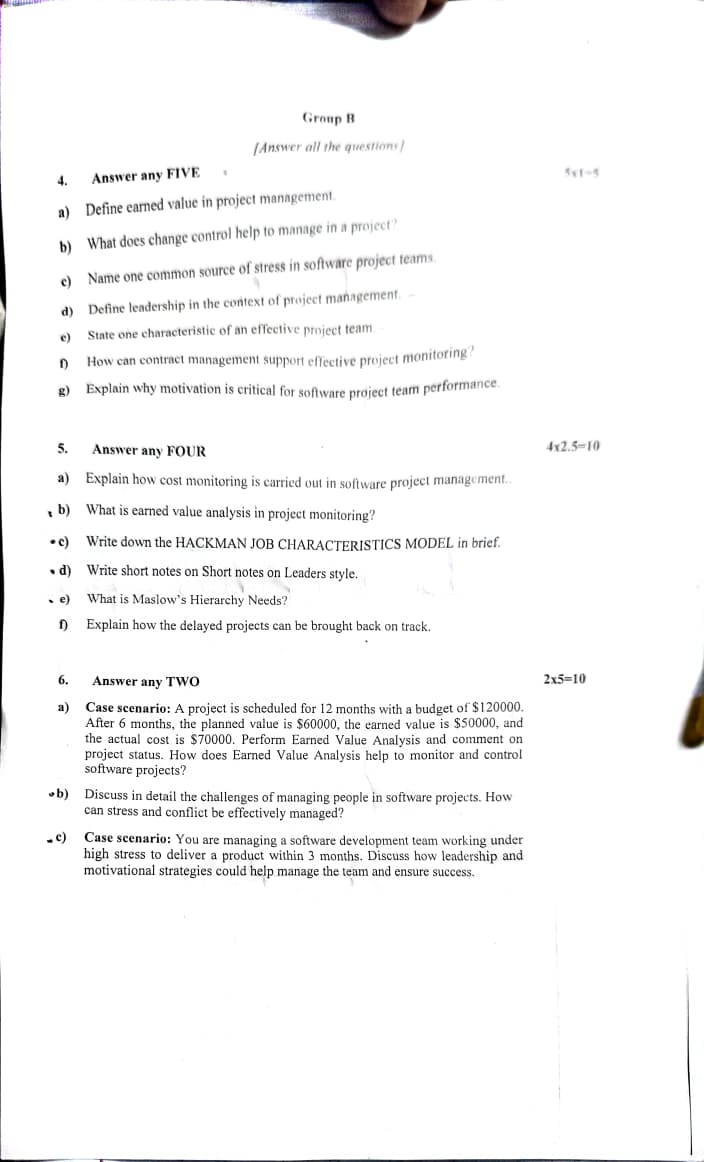 Group B
[Answer all the questions]
4. Answer any FIVE 5x1=5
a) Define earned value in project management.
b) What does change control help to manage in a project?
c) Name one common source of stress in software project teams.
d) Define leadership in the context of project management.
e) State one characteristic of an effective project team.
f) How can contract management support effective project monitoring?
g) Explain why motivation is critical for software project team performance.
5. Answer any FOUR 4x2.5=10
a) Explain how cost monitoring is carried out in software project management..
b) What is earned value analysis in project monitoring?
c) Write down the HACKMAN JOB CHARACTERISTICS MODEL in brief.
d) Write short notes on Short notes on Leaders style.
e) What is Maslow's Hierarchy Needs?
f) Explain how the delayed projects can be brought back on track.
6. Answer any TWO 2x5=10
a) Case scenario: A project is scheduled for 12 months with a budget of $120000.
After 6 months, the planned value is $60000, the earned value is $50000, and
the actual cost is $70000. Perform Earned Value Analysis and comment on
project status. How does Earned Value Analysis help to monitor and control
software projects?
b) Discuss in detail the challenges of managing people in software projects. How
can stress and conflict be effectively managed?
c) Case scenario: You are managing a software development team working under
high stress to deliver a product within 3 months. Discuss how leadership and
motivational strategies could help manage the team and ensure success.